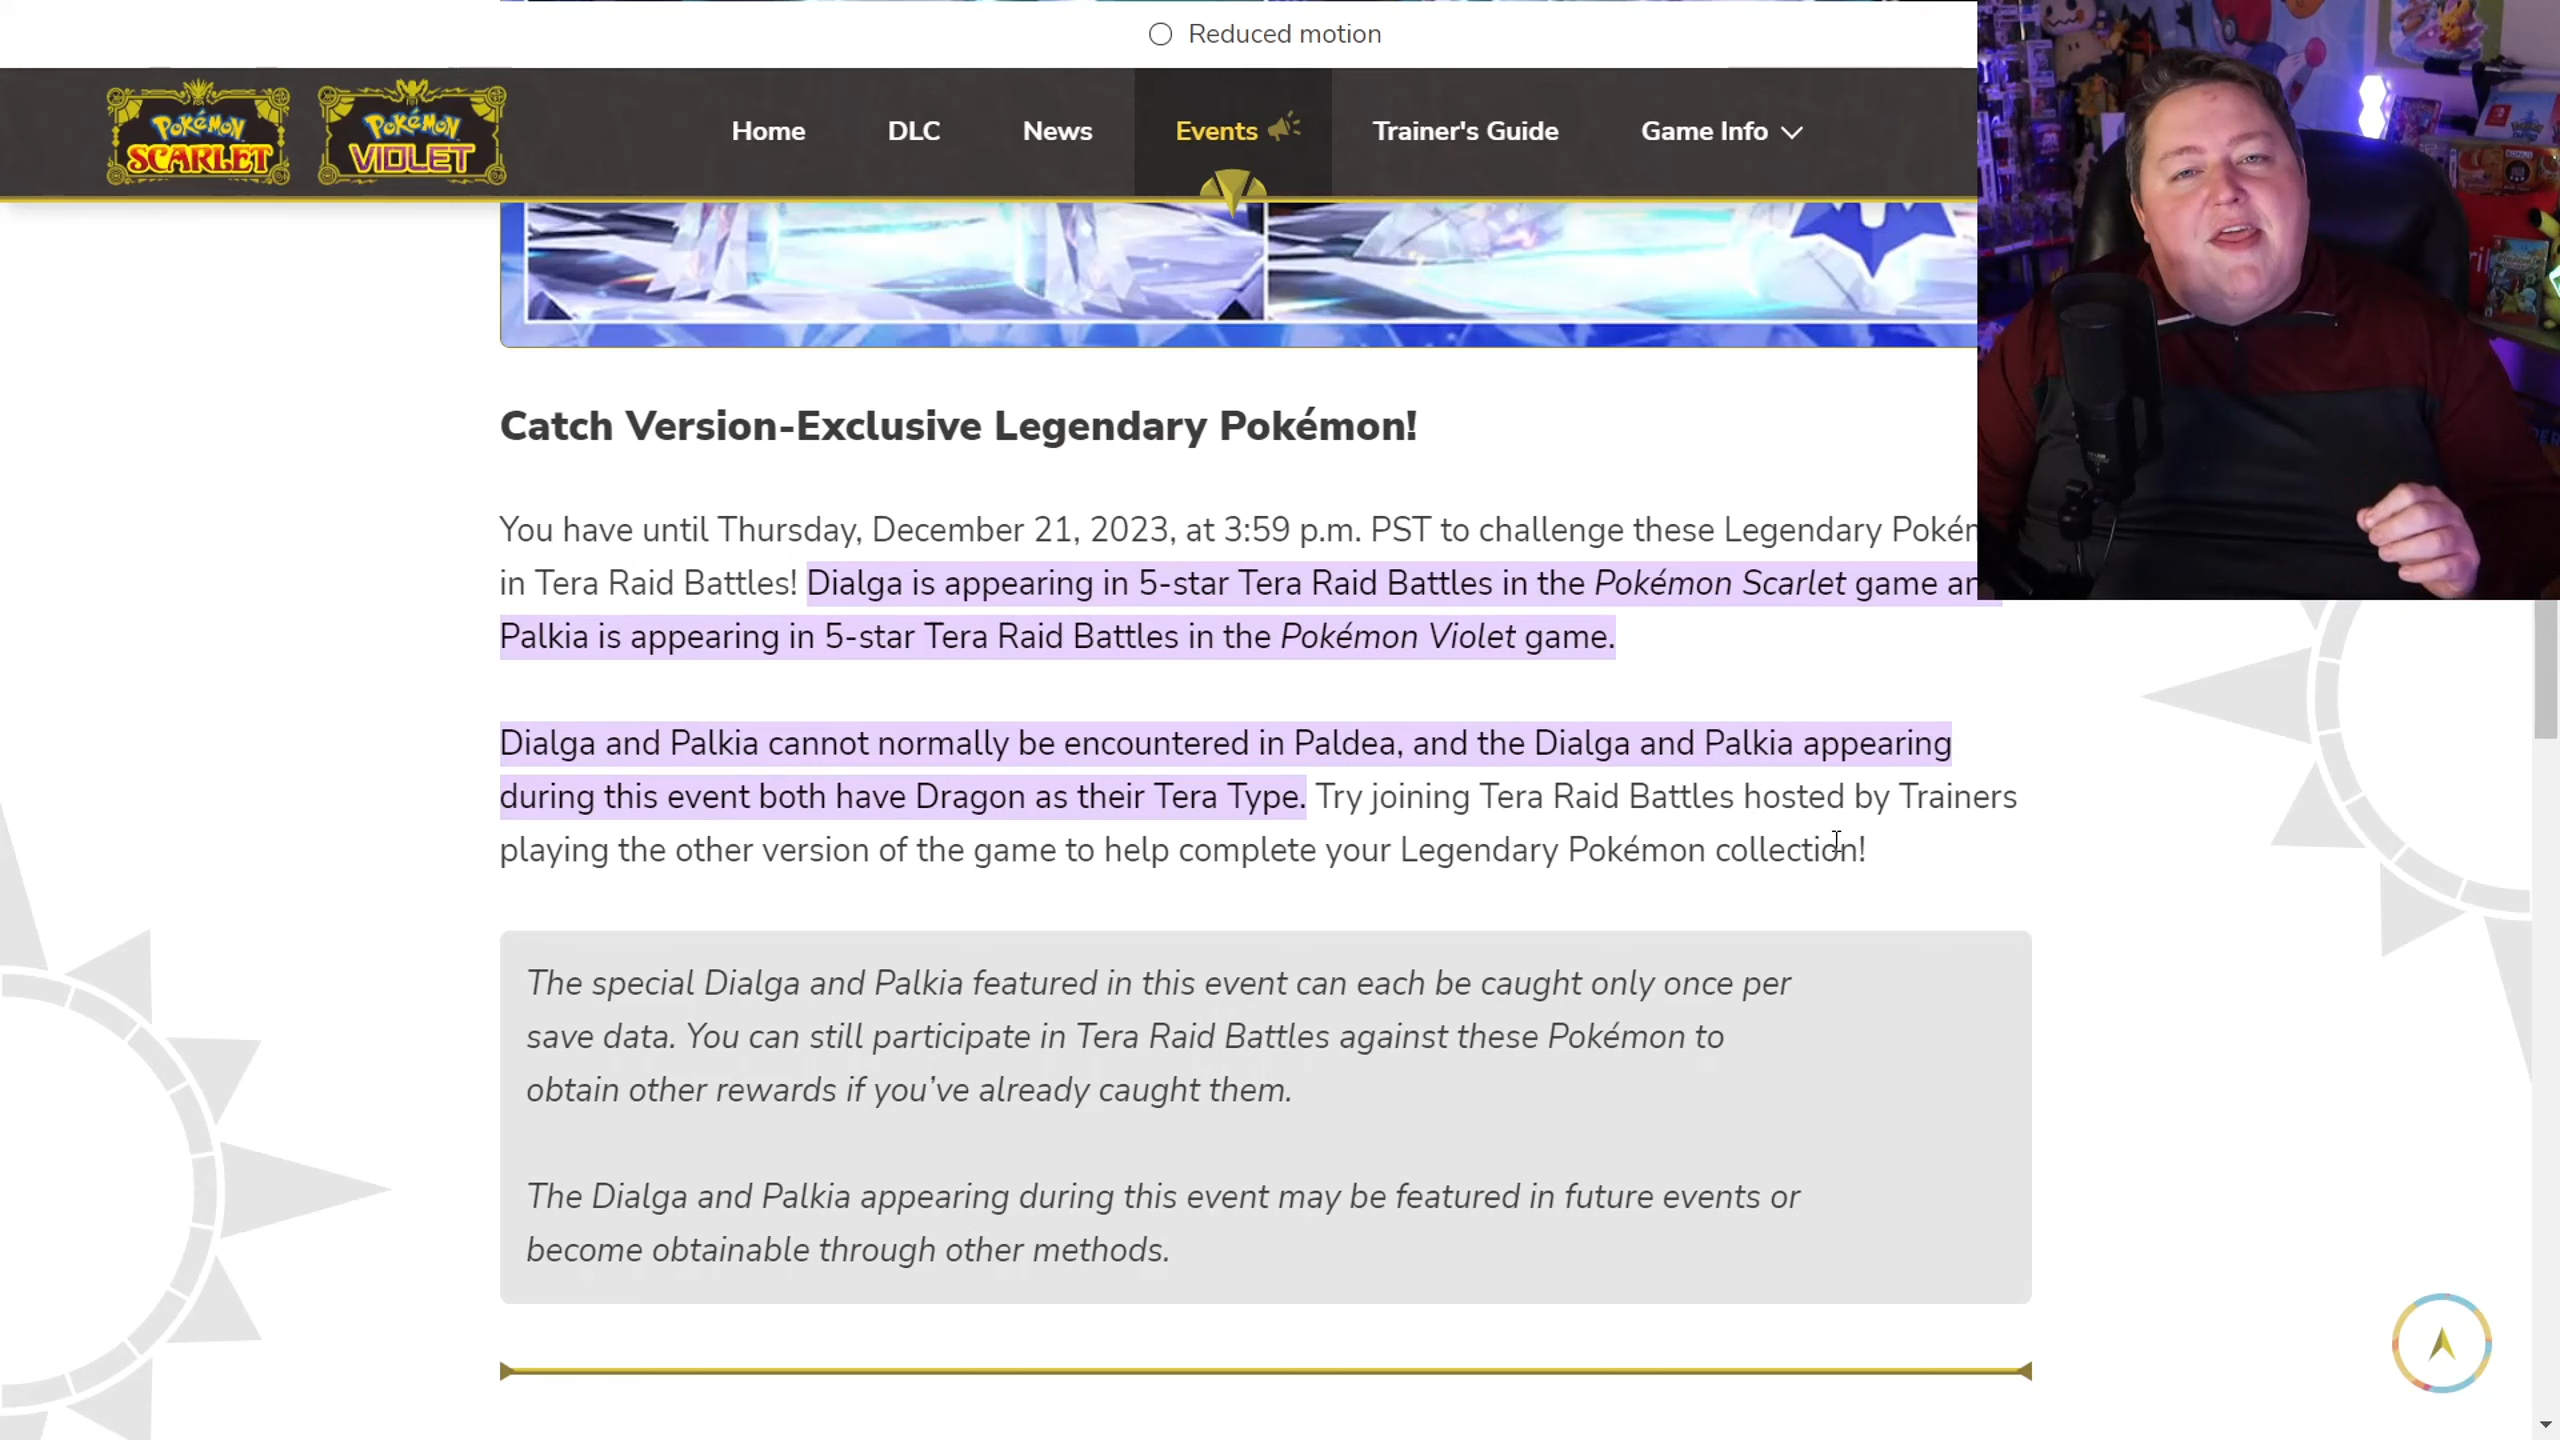 Reduced motion
POKÉMON SCARLET
POKÉMON VIOLET
Home
DLC
News
Events
Trainer's Guide
Game Info
Catch Version-Exclusive Legendary Pokémon!
You have until Thursday, December 21, 2023, at 3:59 p.m. PST to challenge these Legendary Pokém
in Tera Raid Battles! Dialga is appearing in 5-star Tera Raid Battles in the Pokémon Scarlet game an
Palkia is appearing in 5-star Tera Raid Battles in the Pokémon Violet game.
Dialga and Palkia cannot normally be encountered in Paldea, and the Dialga and Palkia appearing
during this event both have Dragon as their Tera Type. Try joining Tera Raid Battles hosted by Trainers
playing the other version of the game to help complete your Legendary Pokémon collection!
The special Dialga and Palkia featured in this event can each be caught only once per
save data. You can still participate in Tera Raid Battles against these Pokémon to
obtain other rewards if you’ve already caught them.
The Dialga and Palkia appearing during this event may be featured in future events or
become obtainable through other methods.